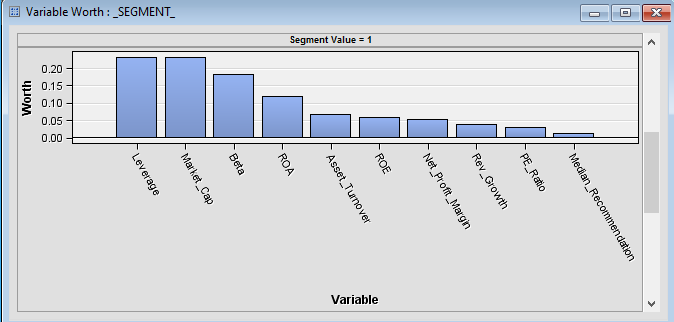 Variable Worth : _SEGMENT_
Segment Value = 1
Worth
0.20
0.15
0.10
0.05
0.00
Leverage
Market_Cap
Beta
ROA
Asset_Turnover
ROE
Net_Profit_Margin
Rev_Growth
PE_Ratio
Median_Recommendation
Variable